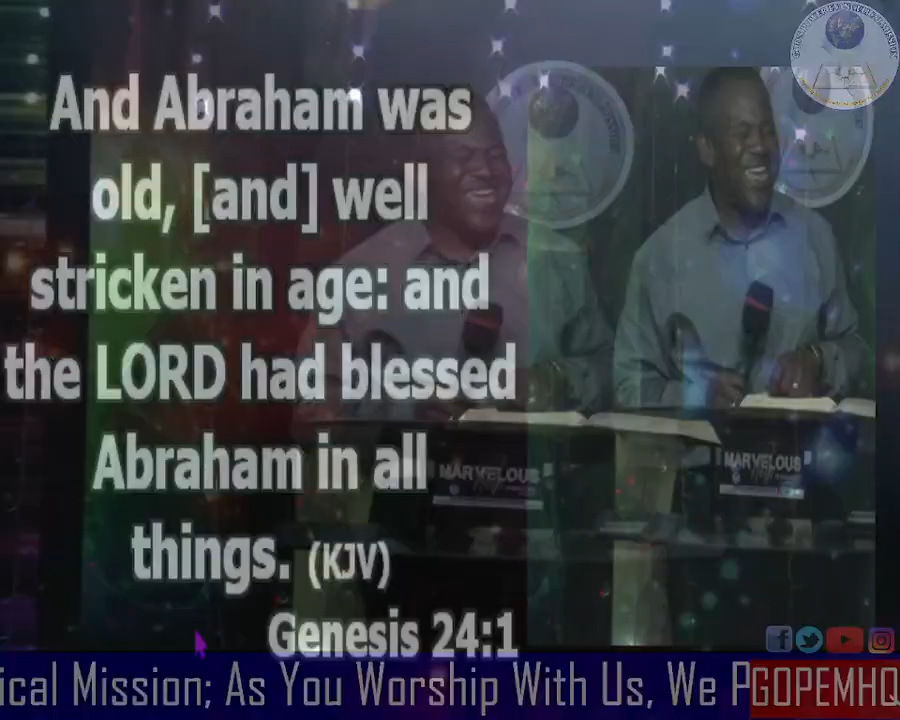 And Abraham was
old, [and] well
stricken in age: and
the LORD had blessed
Abraham in all
things. (KJV)
Genesis 24:1
MARVELOUS
MARVELOUS
ical Mission; As You Worship With Us, We P
GOPEMHQ